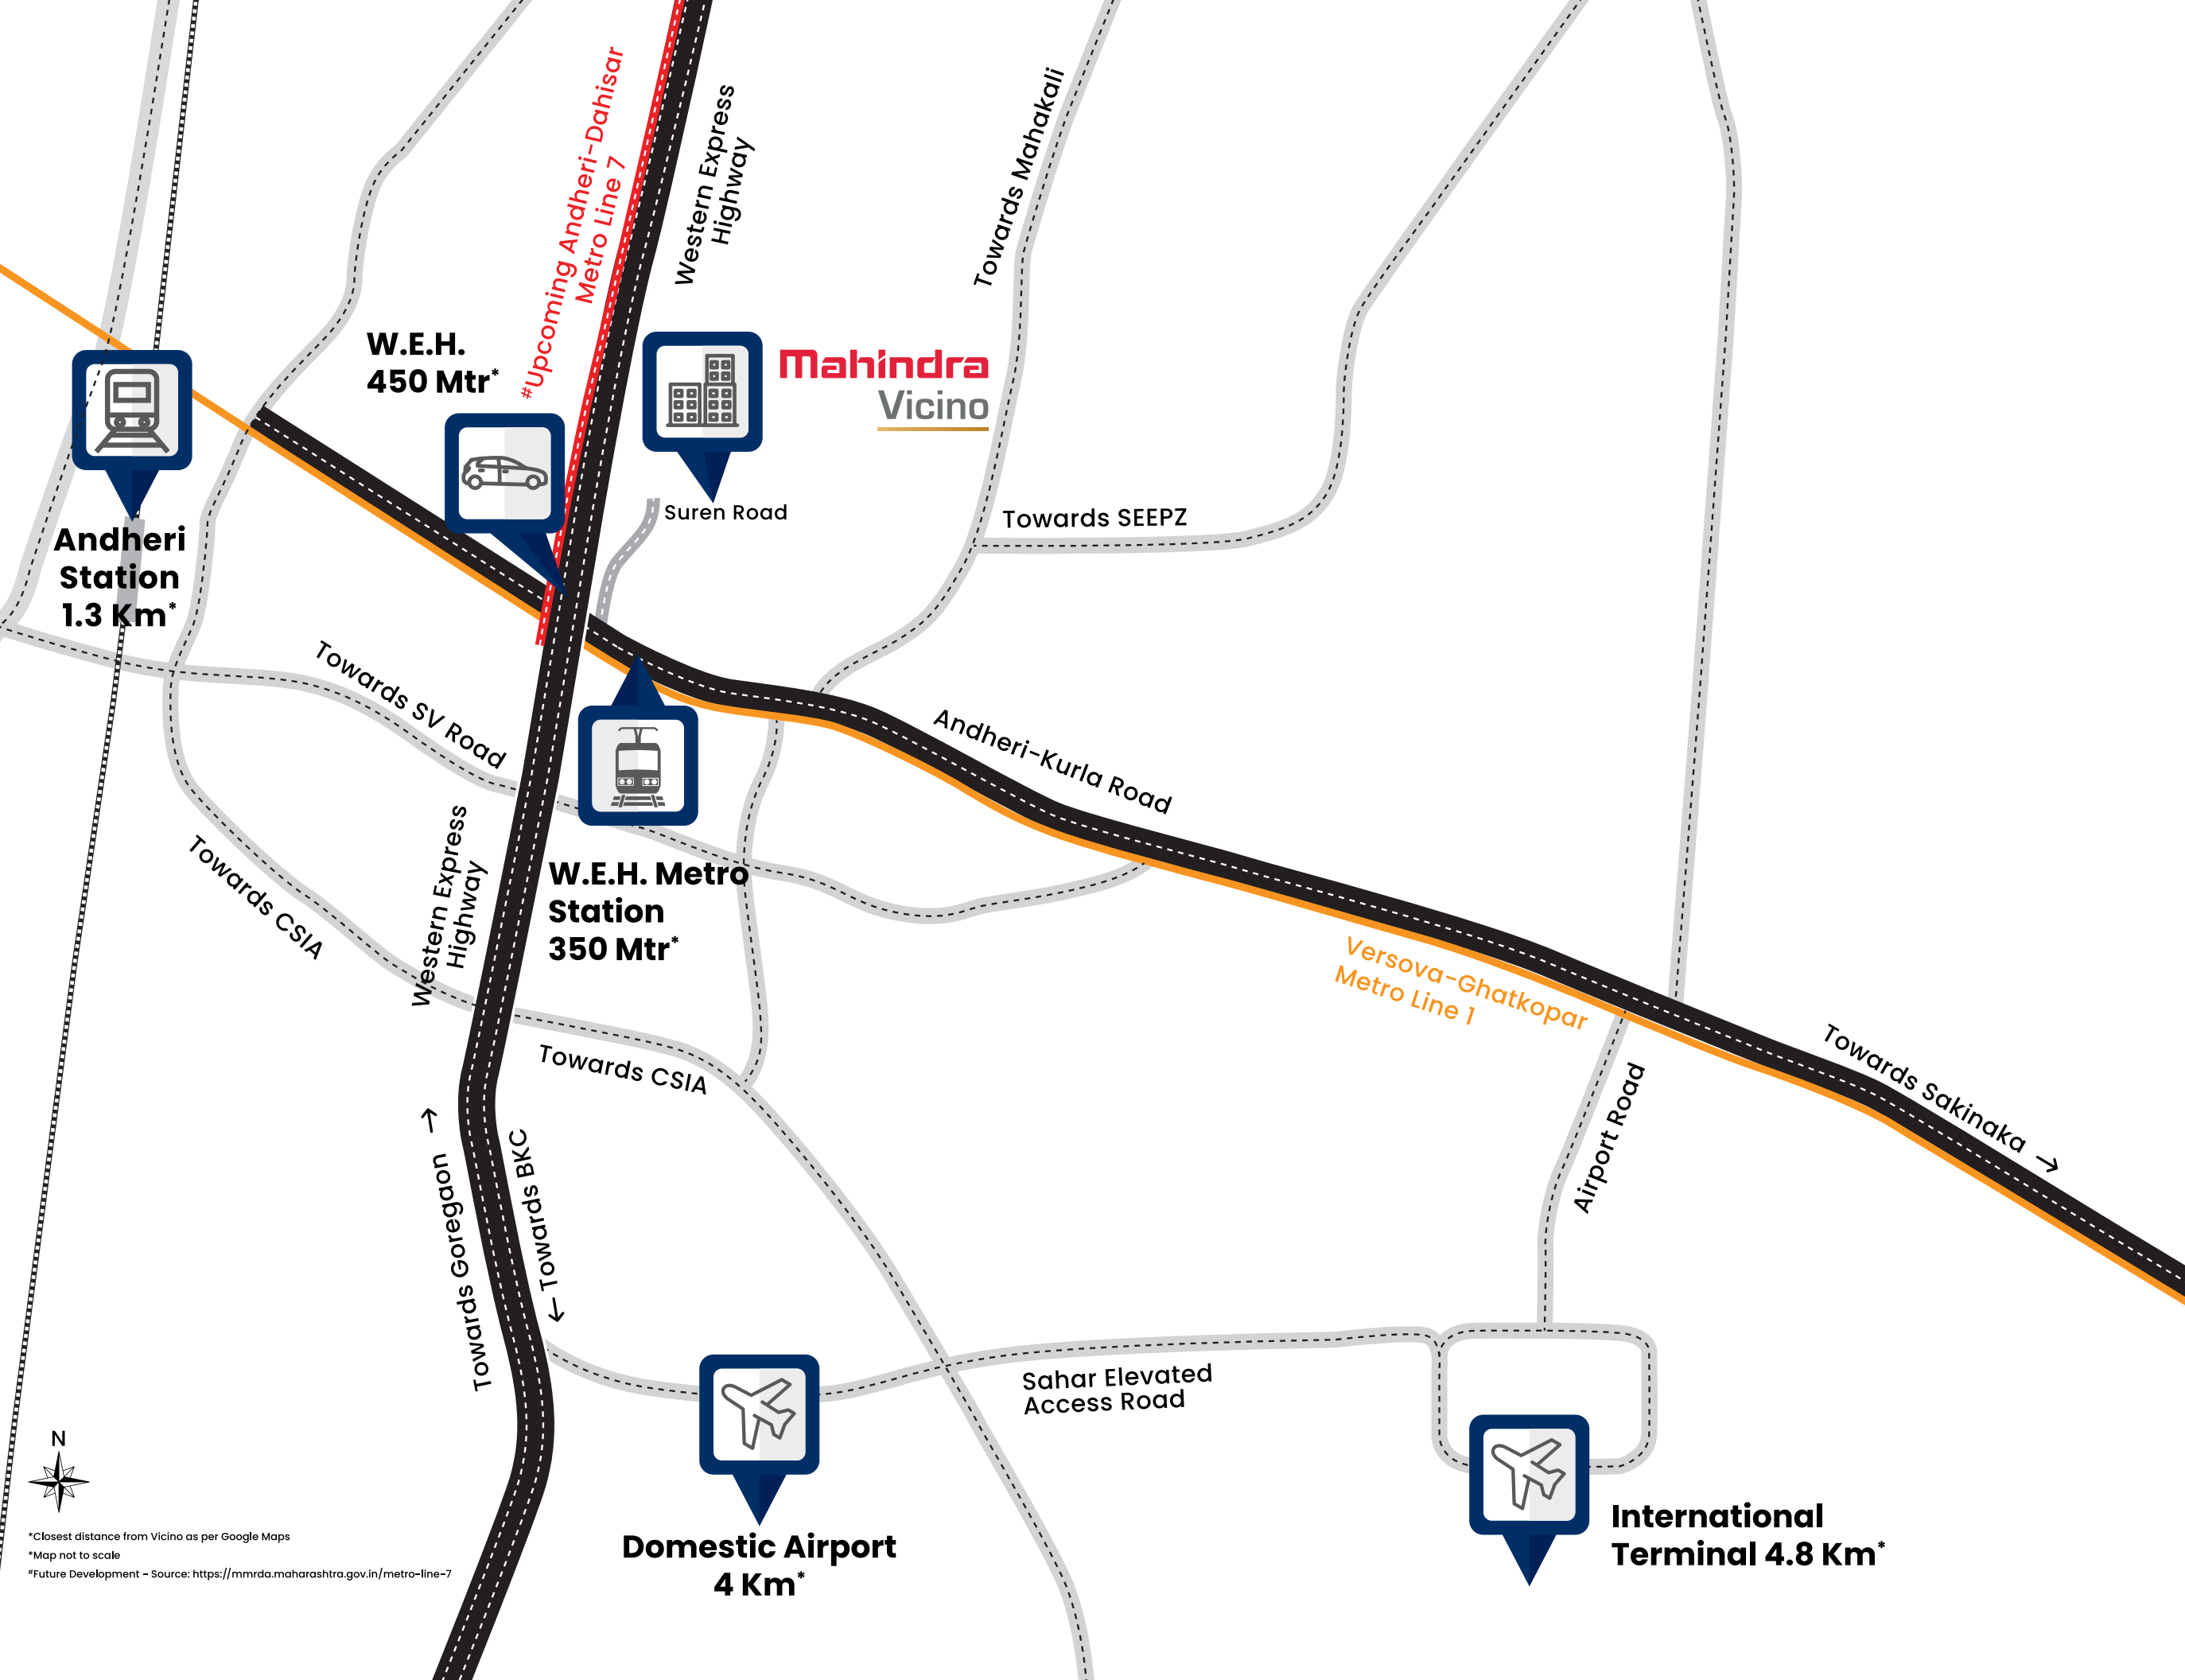 #Upcoming Andheri-Dahisar
Metro Line 7
Western Express
Highway
Towards Mahakali
W.E.H.
450 Mtr*
Mahindra
Vicino
Suren Road
Towards SEEPZ
Andheri
Station
1.3 Km*
Towards SV Road
Andheri-Kurla Road
Towards CSIA
Western Express
Highway
W.E.H. Metro
Station
350 Mtr*
Versova-Ghatkopar
Metro Line 1
Towards CSIA
Towards Sakinaka →
Airport Road
Towards Goregaon →
← Towards BKC
Sahar Elevated
Access Road
N
International
Terminal 4.8 Km*
Domestic Airport
4 Km*
*Closest distance from Vicino as per Google Maps
*Map not to scale
#Future Development - Source: https://mmrda.maharashtra.gov.in/metro-line-7